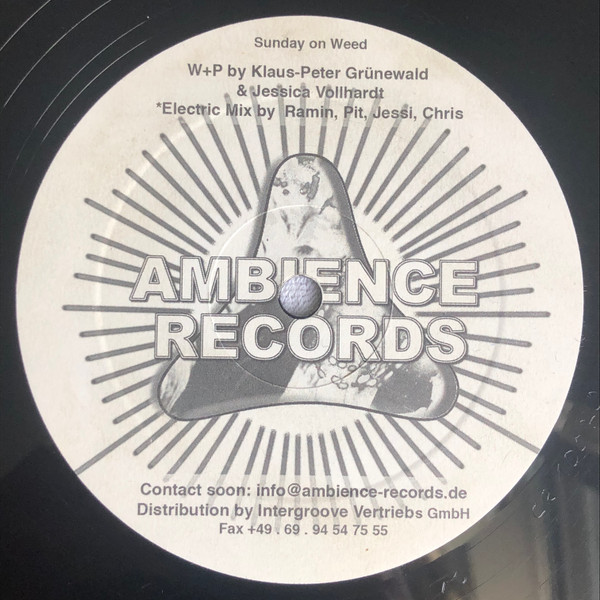 Sunday on Weed
W+P by Klaus-Peter Grünewald
& Jessica Vollhardt
*Electric Mix by Ramin, Pit, Jessi, Chris
AMBIENCE
RECORDS
Contact soon: info@ambience-records.de
Distribution by Intergroove Vertriebs GmbH
Fax +49 . 69 . 94 54 75 55